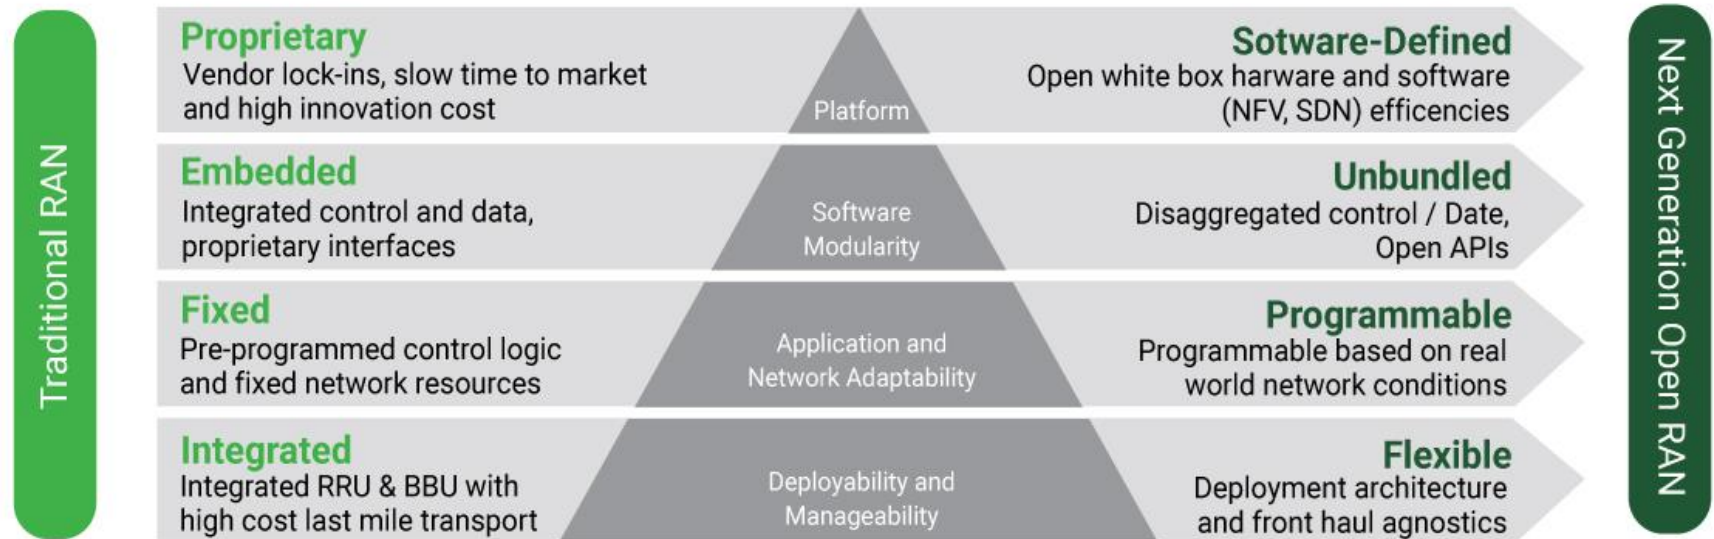 Traditional RAN
Proprietary
Vendor lock-ins, slow time to market
and high innovation cost
Platform
Sotware-Defined
Open white box harware and software
(NFV, SDN) efficencies
Embedded
Integrated control and data,
proprietary interfaces
Software
Modularity
Unbundled
Disaggregated control / Date,
Open APIs
Fixed
Pre-programmed control logic
and fixed network resources
Application and
Network Adaptability
Programmable
Programmable based on real
world network conditions
Integrated
Integrated RRU & BBU with
high cost last mile transport
Deployability and
Manageability
Flexible
Deployment architecture
and front haul agnostics
Next Generation Open RAN